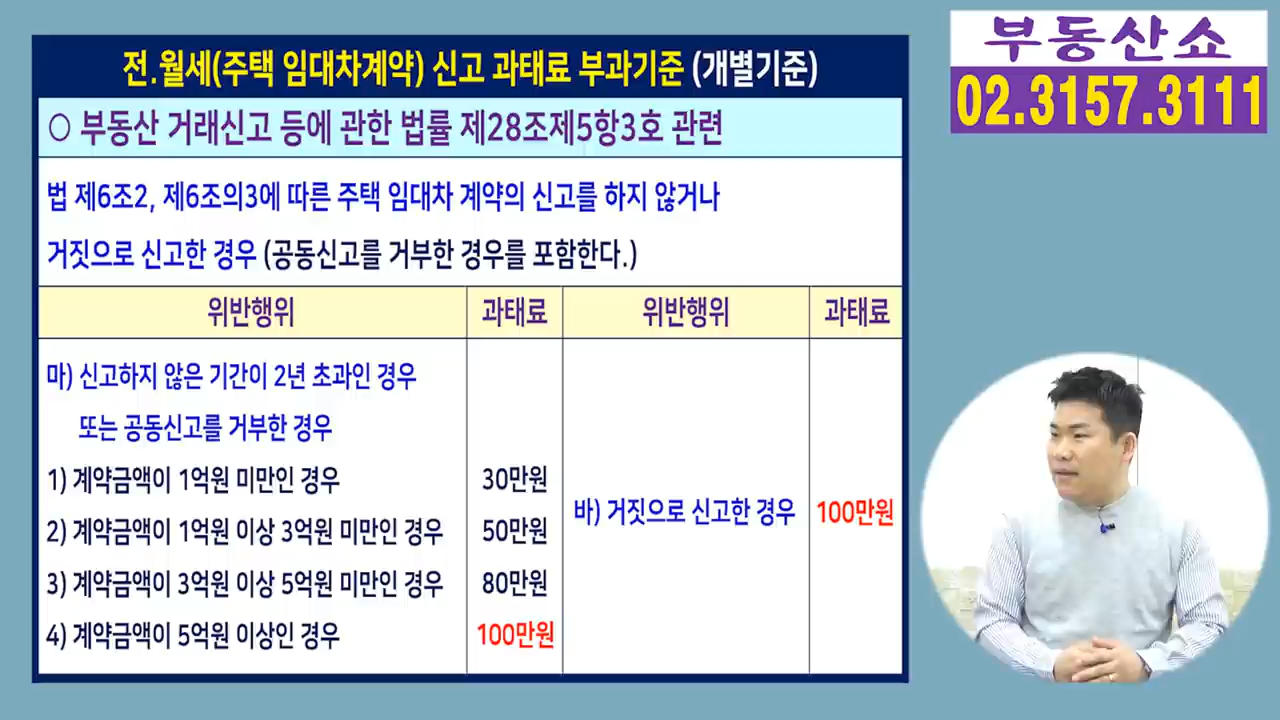 부동산쇼
02.3157.3111
전.월세(주택 임대차계약) 신고 과태료 부과기준 (개별기준)
○ 부동산 거래신고 등에 관한 법률 제28조제5항3호 관련
법 제6조2, 제6조의3에 따른 주택 임대차 계약의 신고를 하지 않거나
거짓으로 신고한 경우 (공동신고를 거부한 경우를 포함한다.)
위반행위 과태료 위반행위 과태료
마) 신고하지 않은 기간이 2년 초과인 경우
또는 공동신고를 거부한 경우
1) 계약금액이 1억원 미만인 경우 30만원
2) 계약금액이 1억원 이상 3억원 미만인 경우 50만원
3) 계약금액이 3억원 이상 5억원 미만인 경우 80만원
4) 계약금액이 5억원 이상인 경우 100만원
바) 거짓으로 신고한 경우 100만원